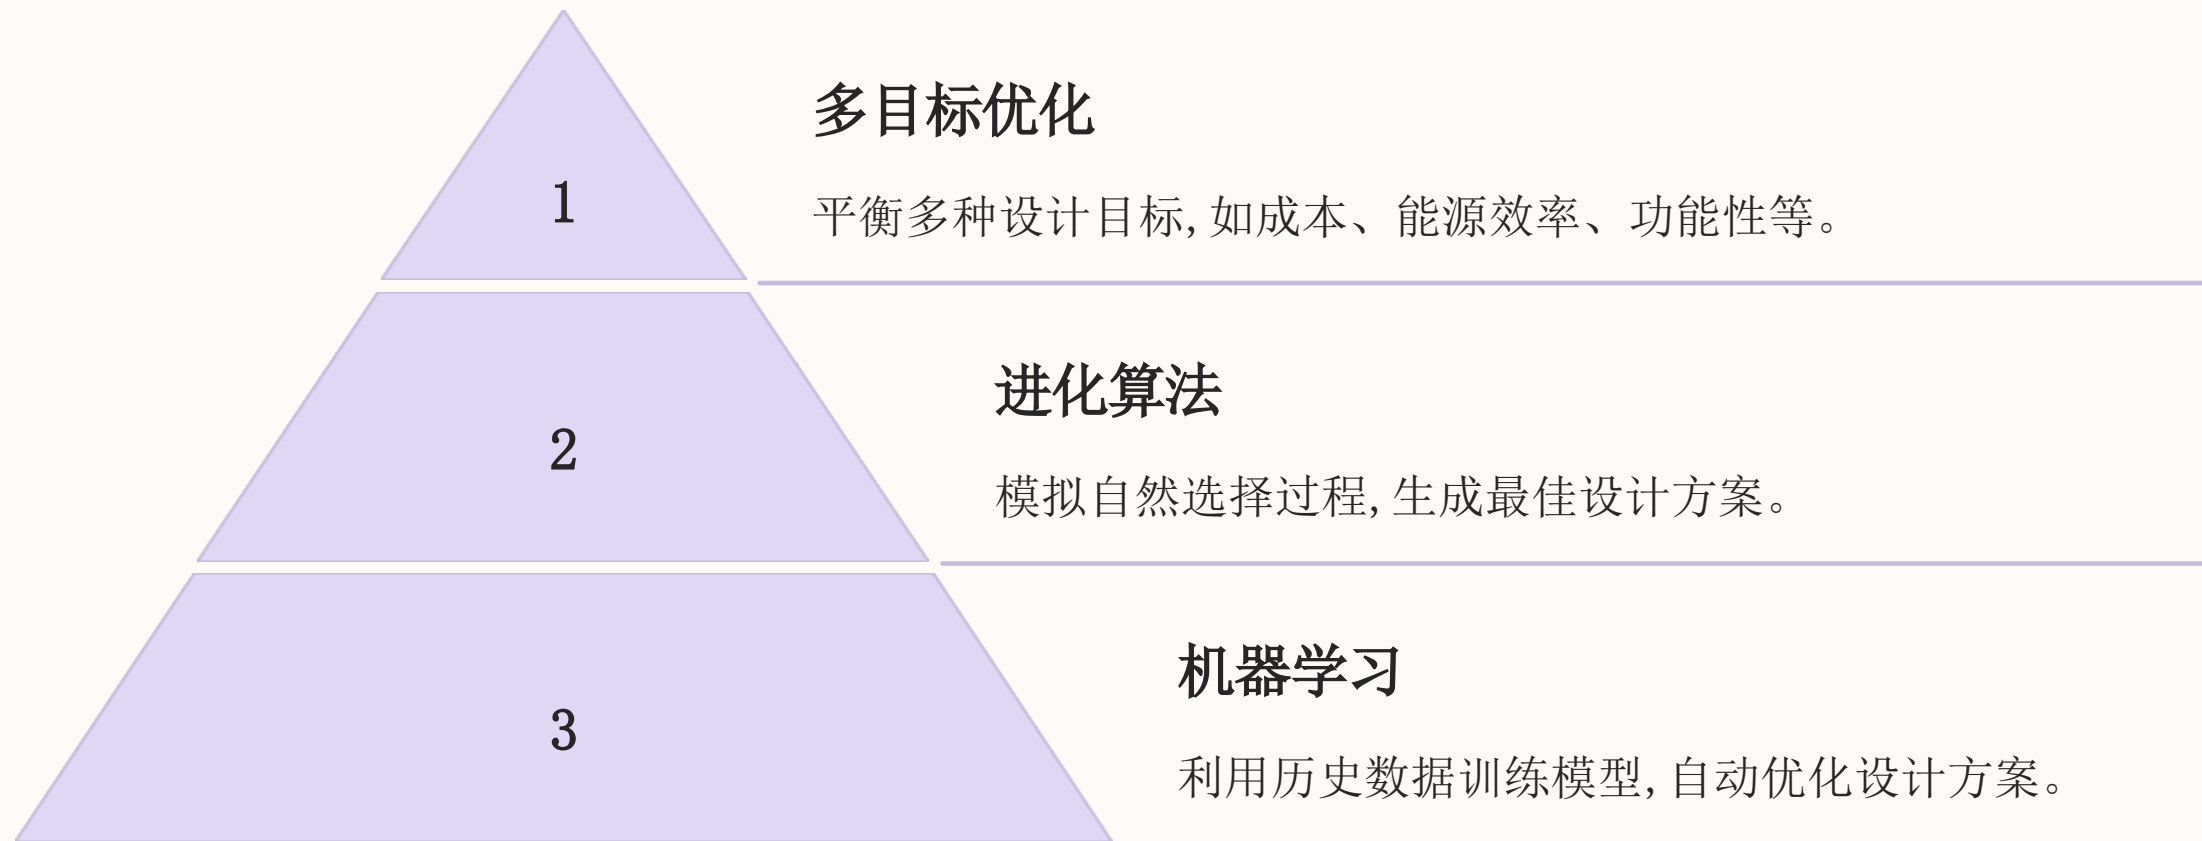 多目标优化
1
平衡多种设计目标,如成本、能源效率、功能性等。
进化算法
2
模拟自然选择过程,生成最佳设计方案。
机器学习
3
利用历史数据训练模型,自动优化设计方案。